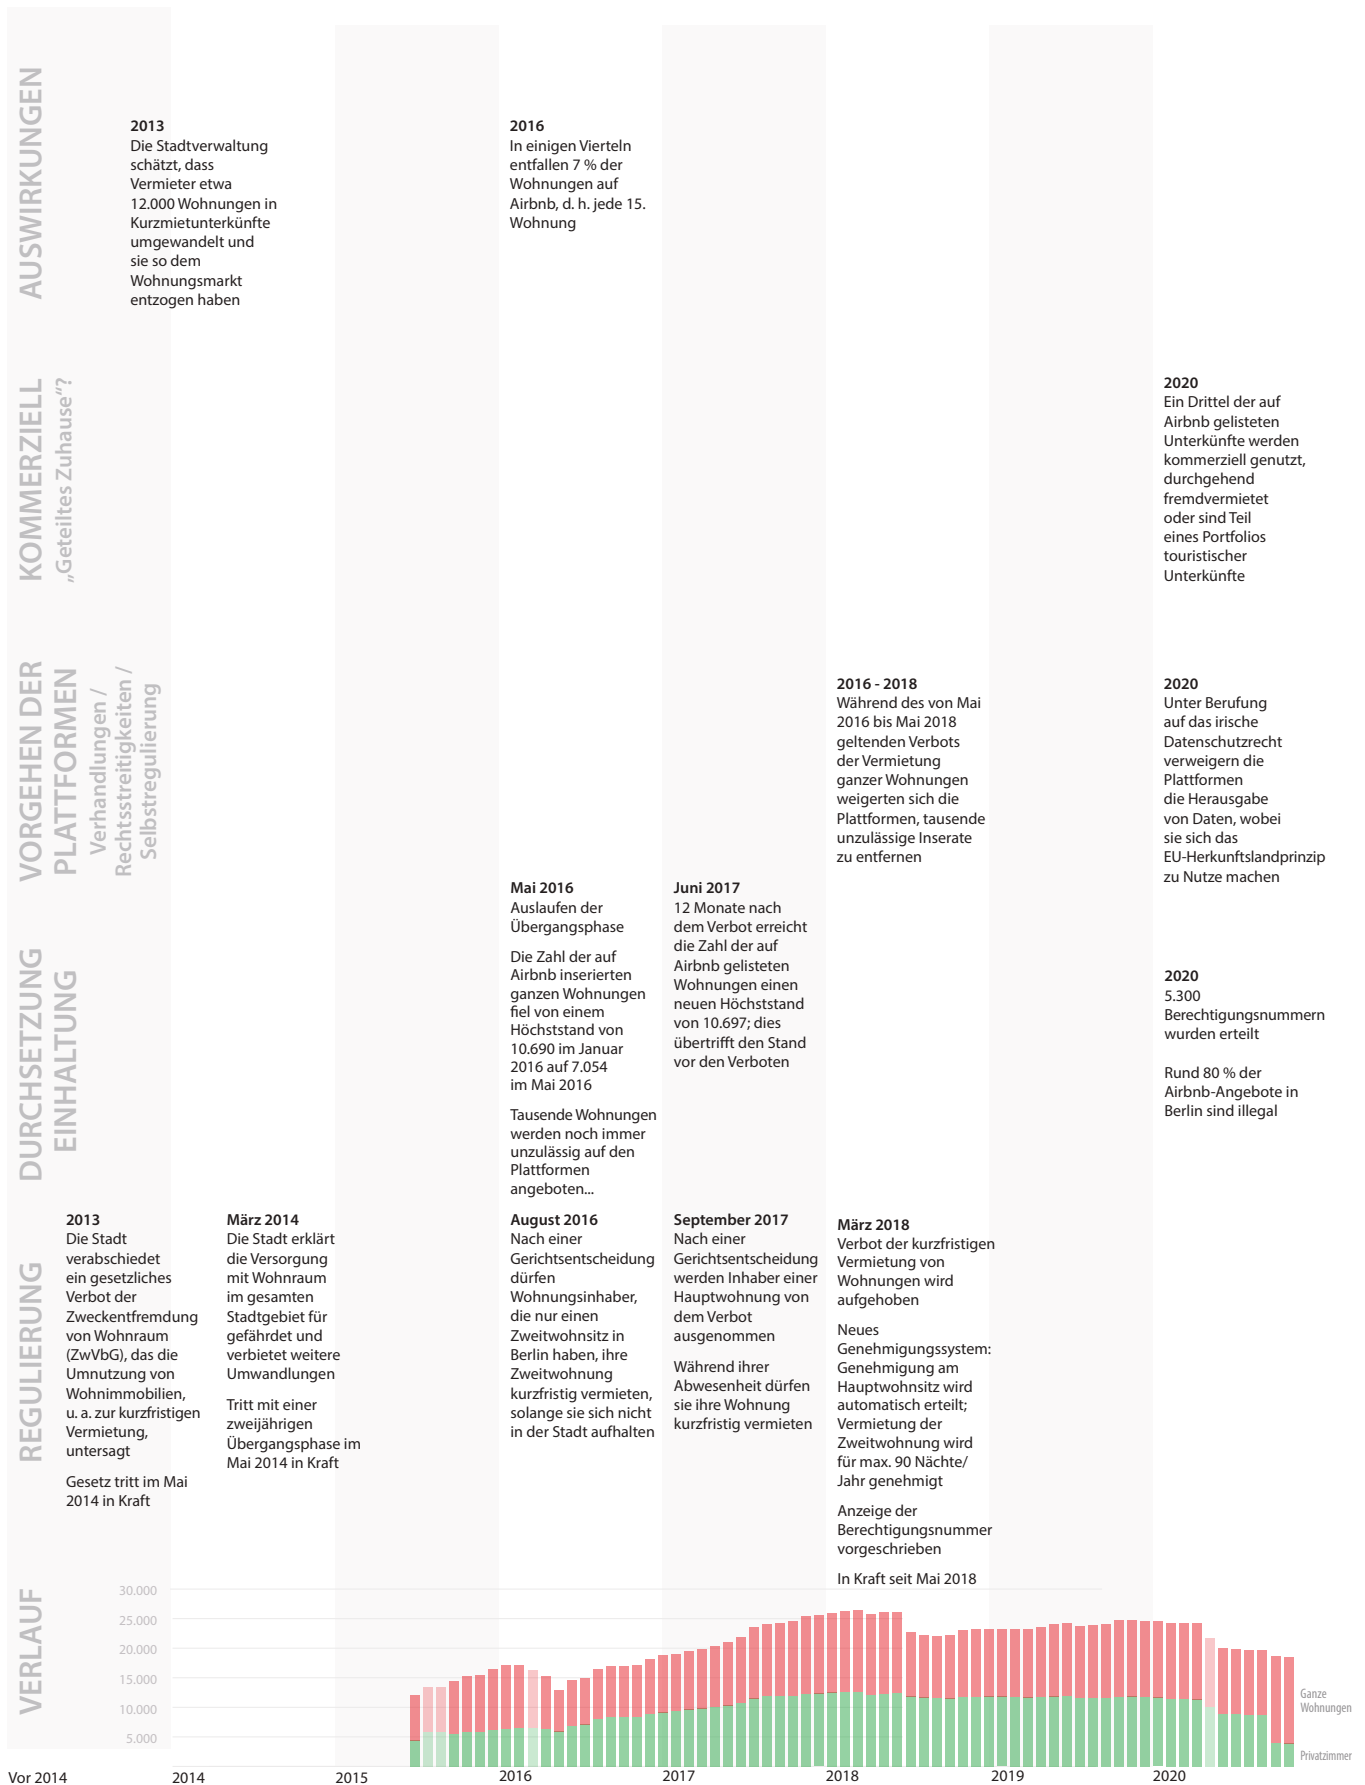 AUSWIRKUNGEN
2013
Die Stadtverwaltung
schätzt, dass
Vermieter etwa
12.000 Wohnungen in
Kurzmietunterkünfte
umgewandelt und
sie so dem
Wohnungsmarkt
entzogen haben
2016
In einigen Vierteln
entfallen 7 % der
Wohnungen auf
Airbnb, d. h. jede 15.
Wohnung
KOMMERZIELL
„Geteiltes Zuhause“?
2020
Ein Drittel der auf
Airbnb gelisteten
Unterkünfte werden
kommerziell genutzt,
durchgehend
fremdvermietet
oder sind Teil
eines Portfolios
touristischer
Unterkünfte
VORGEHEN DER
PLATTFORMEN
Verhandlungen /
Rechtsstreitigkeiten /
Selbstregulierung
2016 - 2018
Während des von Mai
2016 bis Mai 2018
geltenden Verbots
der Vermietung
ganzer Wohnungen
weigerten sich die
Plattformen, tausende
unzulässige Inserate
zu entfernen
2020
Unter Berufung
auf das irische
Datenschutzrecht
verweigern die
Plattformen
die Herausgabe
von Daten, wobei
sie sich das
EU-Herkunftslandprinzip
zu Nutze machen
DURCHSETZUNG
EINHALTUNG
Mai 2016
Auslaufen der
Übergangsphase
Die Zahl der auf
Airbnb inserierten
ganzen Wohnungen
fiel von einem
Höchststand von
10.690 im Januar
2016 auf 7.054
im Mai 2016
Tausende Wohnungen
werden noch immer
unzulässig auf den
Plattformen
angeboten...
Juni 2017
12 Monate nach
dem Verbot erreicht
die Zahl der auf
Airbnb gelisteten
Wohnungen einen
neuen Höchststand
von 10.697; dies
übertrifft den Stand
vor den Verboten
2020
5.300
Berechtigungsnummern
wurden erteilt
Rund 80 % der
Airbnb-Angebote in
Berlin sind illegal
REGULIERUNG
2013
Die Stadt
verabschiedet
ein gesetzliches
Verbot der
Zweckentfremdung
von Wohnraum
(ZwVbG), das die
Umnutzung von
Wohnimmobilien,
u. a. zur kurzfristigen
Vermietung,
untersagt
Gesetz tritt im Mai
2014 in Kraft
März 2014
Die Stadt erklärt
die Versorgung
mit Wohnraum
im gesamten
Stadtgebiet für
gefährdet und
verbietet weitere
Umwandlungen
Tritt mit einer
zweijährigen
Übergangsphase im
Mai 2014 in Kraft
August 2016
Nach einer
Gerichtsentscheidung
dürfen
Wohnungsinhaber,
die nur einen
Zweitwohnsitz in
Berlin haben, ihre
Zweitwohnung
kurzfristig vermieten,
solange sie sich nicht
in der Stadt aufhalten
September 2017
Nach einer
Gerichtsentscheidung
werden Inhaber einer
Hauptwohnung von
dem Verbot
ausgenommen
Während ihrer
Abwesenheit dürfen
sie ihre Wohnung
kurzfristig vermieten
März 2018
Verbot der kurzfristigen
Vermietung von
Wohnungen wird
aufgehoben
Neues
Genehmigungssystem:
Genehmigung am
Hauptwohnsitz wird
automatisch erteilt;
Vermietung der
Zweitwohnung wird
für max. 90 Nächte/
Jahr genehmigt
Anzeige der
Berechtigungsnummer
vorgeschrieben
In Kraft seit Mai 2018
VERLAUF
30.000
25.000
20.000
15.000
10.000
5.000
Ganze
Wohnungen
Privatzimmer
Vor 2014
2014
2015
2016
2017
2018
2019
2020